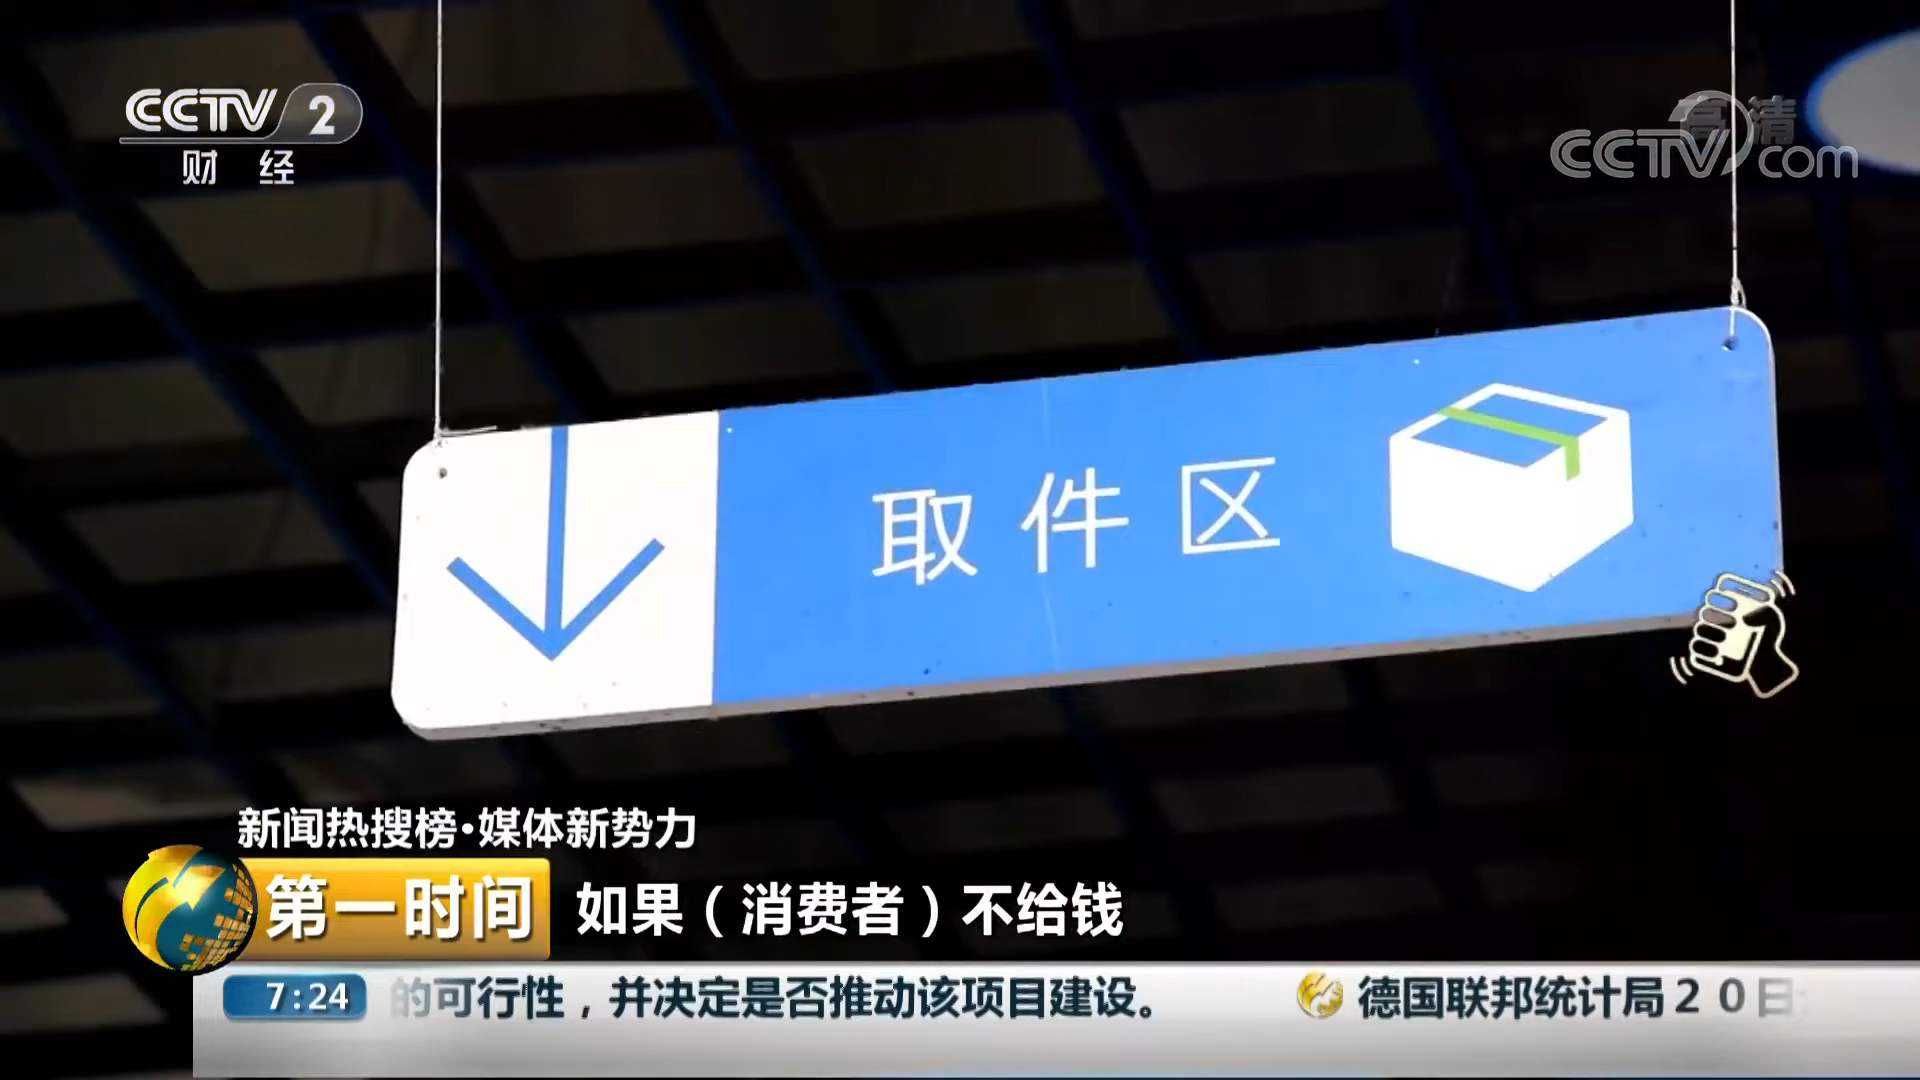 CCTV 2
财 经
高清
CCTV com
取件区
新闻热搜榜·媒体新势力
第一时间
如果（消费者）不给钱
7:24
的可行性，并决定是否推动该项目建设。
德国联邦统计局20日